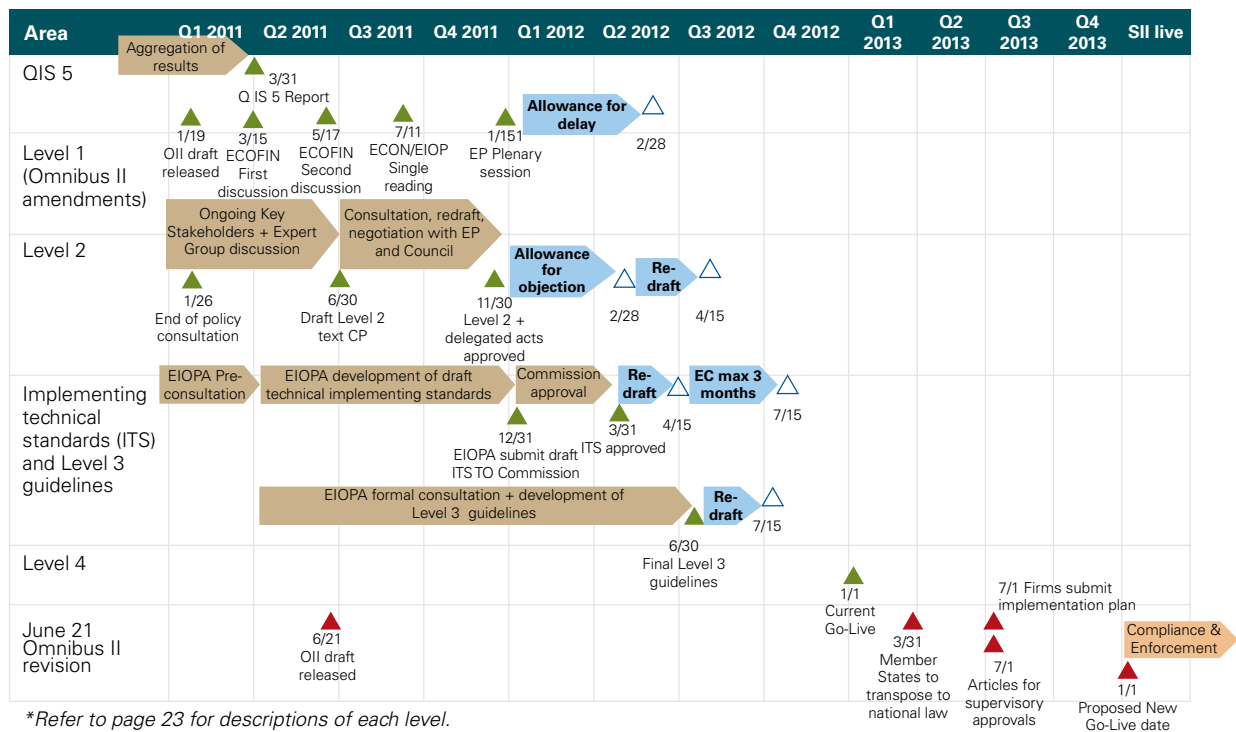 Area
Q1 2011
Q2 2011
Q3 2011
Q4 2011
Q1 2012
Q2 2012
Q3 2012
Q4 2012
Q1
2013
Q2
2013
Q3
2013
Q4
2013
SII live
QIS 5
Aggregation of
results
3/31
Q IS 5 Report
Level 1
(Omnibus II
amendments)
1/19
OII draft
released
3/15
ECOFIN
First
discussion
5/17
ECOFIN
Second
discussion
7/11
ECON/EIOP
Single
reading
1/151
EP Plenary
session
Allowance for
delay
2/28
Level 2
Ongoing Key
Stakeholders + Expert
Group discussion
Consultation, redraft,
negotiation with EP
and Council
Allowance
for
objection
Re-
draft
1/26
End of policy
consultation
6/30
Draft Level 2
text CP
11/30
Level 2 +
delegated acts
approved
2/28
4/15
Implementing
technical
standards (ITS)
and Level 3
guidelines
EIOPA Pre-
consultation
EIOPA development of draft
technical implementing standards
Commission
approval
Re-
draft
EC max 3
months
12/31
EIOPA submit draft
ITS TO Commission
3/31
ITS approved
4/15
7/15
EIOPA formal consultation + development of
Level 3 guidelines
Re-
draft
7/15
6/30
Final Level 3
guidelines
Level 4
1/1
Current
Go-Live
June 21
Omnibus II
revision
6/21
OII draft
released
3/31
Member
States to
transpose to
national law
7/1 Firms submit
implementation plan
7/1
Articles for
supervisory
approvals
Compliance &
Enforcement
1/1
Proposed New
Go-Live date
*Refer to page 23 for descriptions of each level.